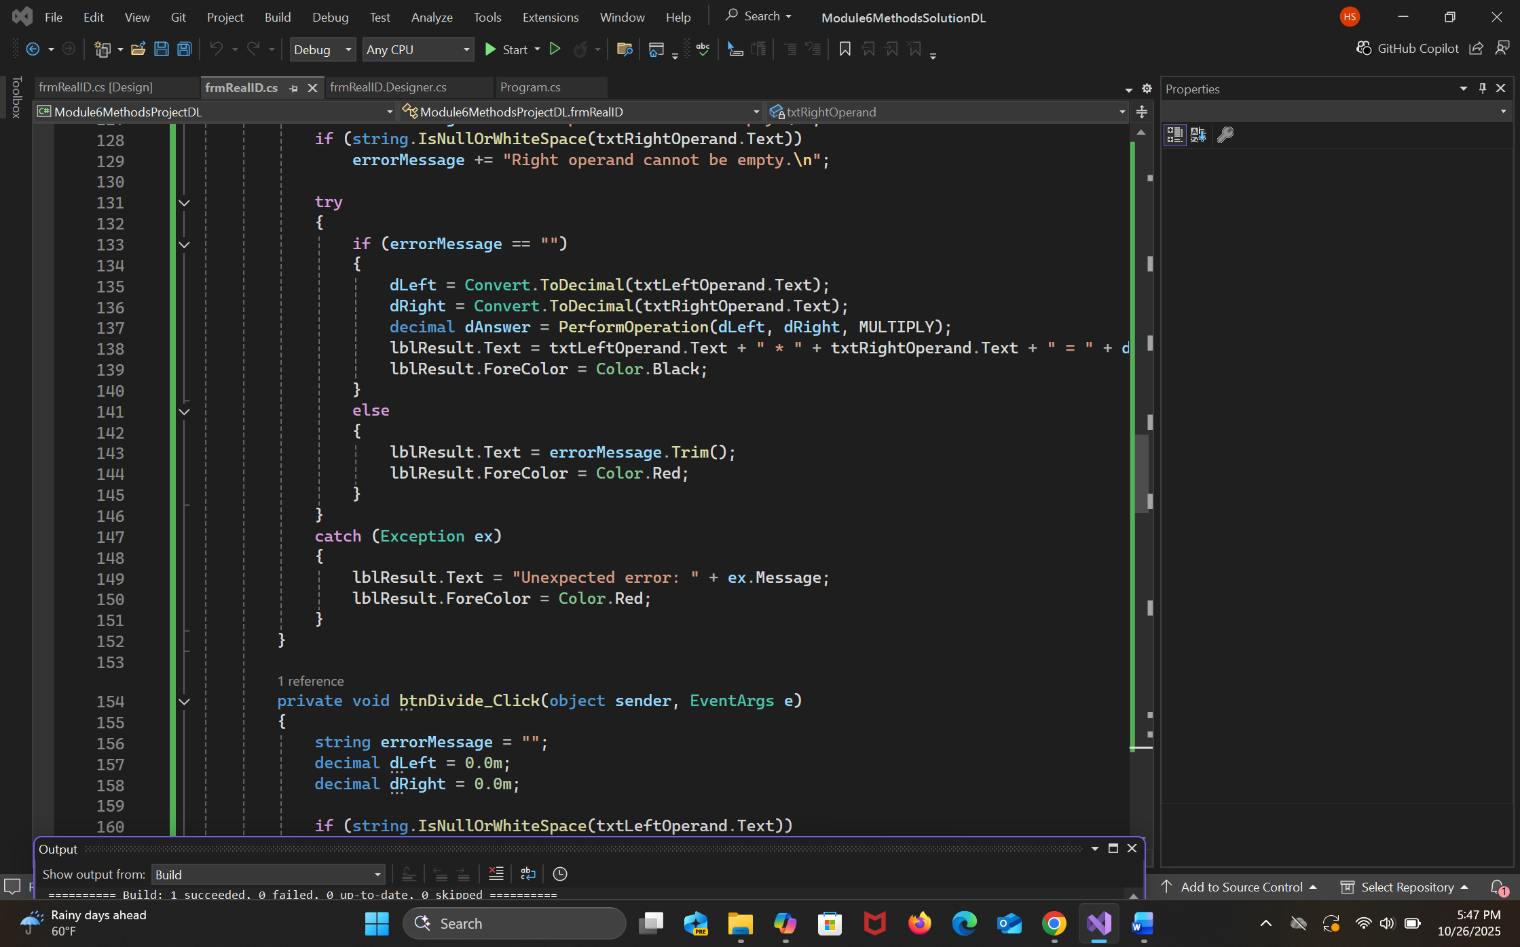 File Edit View Git Project Build Debug Test Analyze Tools Extensions Window Help Search Module6MethodsSolutionDL HS
Debug Any CPU Start GitHub Copilot
Toolbox
frmRealID.cs [Design] frmRealID.cs frmRealID.Designer.cs Program.cs
Module6MethodsProjectDL Module6MethodsProjectDL.frmRealID txtRightOperand
Properties
128 if (string.IsNullOrWhiteSpace(txtRightOperand.Text))
129 errorMessage += "Right operand cannot be empty.\n";
130
131 try
132 {
133 if (errorMessage == "")
134 {
135 dLeft = Convert.ToDecimal(txtLeftOperand.Text);
136 dRight = Convert.ToDecimal(txtRightOperand.Text);
137 decimal dAnswer = PerformOperation(dLeft, dRight, MULTIPLY);
138 lblResult.Text = txtLeftOperand.Text + " * " + txtRightOperand.Text + " = " + d
139 lblResult.ForeColor = Color.Black;
140 }
141 else
142 {
143 lblResult.Text = errorMessage.Trim();
144 lblResult.ForeColor = Color.Red;
145 }
146 }
147 catch (Exception ex)
148 {
149 lblResult.Text = "Unexpected error: " + ex.Message;
150 lblResult.ForeColor = Color.Red;
151 }
152 }
153
1 reference
154 private void btnDivide_Click(object sender, EventArgs e)
155 {
156 string errorMessage = "";
157 decimal dLeft = 0.0m;
158 decimal dRight = 0.0m;
159
160 if (string.IsNullOrWhiteSpace(txtLeftOperand.Text))
Output
Show output from: Build
========== Build: 1 succeeded, 0 failed, 0 up-to-date, 0 skipped ==========
Add to Source Control Select Repository 1
Rainy days ahead
60°F
Search
PRE
5:47 PM
10/26/2025